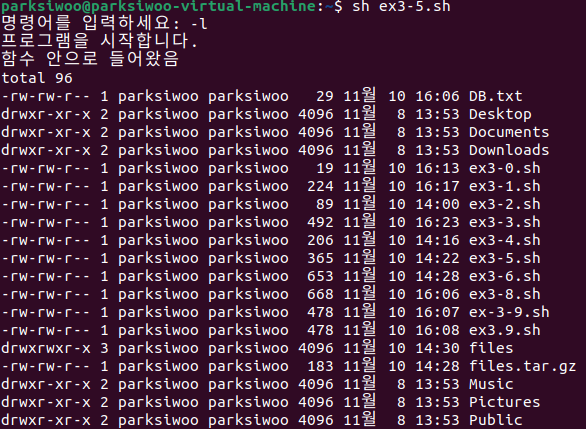 parksiwoo@parksiwoo-virtual-machine:~$ sh ex3-5.sh
명령어를 입력하세요: -l
프로그램을 시작합니다.
함수 안으로 들어왔음
total 96
-rw-rw-r-- 1 parksiwoo parksiwoo   29 11월 10 16:06 DB.txt
drwxr-xr-x 2 parksiwoo parksiwoo 4096 11월  8 13:53 Desktop
drwxr-xr-x 2 parksiwoo parksiwoo 4096 11월  8 13:53 Documents
drwxr-xr-x 2 parksiwoo parksiwoo 4096 11월  8 13:53 Downloads
-rw-rw-r-- 1 parksiwoo parksiwoo   19 11월 10 16:13 ex3-0.sh
-rw-rw-r-- 1 parksiwoo parksiwoo  224 11월 10 16:17 ex3-1.sh
-rw-rw-r-- 1 parksiwoo parksiwoo   89 11월 10 14:00 ex3-2.sh
-rw-rw-r-- 1 parksiwoo parksiwoo  492 11월 10 16:23 ex3-3.sh
-rw-rw-r-- 1 parksiwoo parksiwoo  206 11월 10 14:16 ex3-4.sh
-rw-rw-r-- 1 parksiwoo parksiwoo  365 11월 10 14:22 ex3-5.sh
-rw-rw-r-- 1 parksiwoo parksiwoo  653 11월 10 14:28 ex3-6.sh
-rw-rw-r-- 1 parksiwoo parksiwoo  668 11월 10 16:06 ex3-8.sh
-rw-rw-r-- 1 parksiwoo parksiwoo  478 11월 10 16:07 ex-3-9.sh
-rw-rw-r-- 1 parksiwoo parksiwoo  478 11월 10 16:08 ex3.9.sh
drwxrwxr-x 3 parksiwoo parksiwoo 4096 11월 10 14:30 files
-rw-rw-r-- 1 parksiwoo parksiwoo  183 11월 10 14:28 files.tar.gz
drwxr-xr-x 2 parksiwoo parksiwoo 4096 11월  8 13:53 Music
drwxr-xr-x 2 parksiwoo parksiwoo 4096 11월  8 13:53 Pictures
drwxr-xr-x 2 parksiwoo parksiwoo 4096 11월  8 13:53 Public